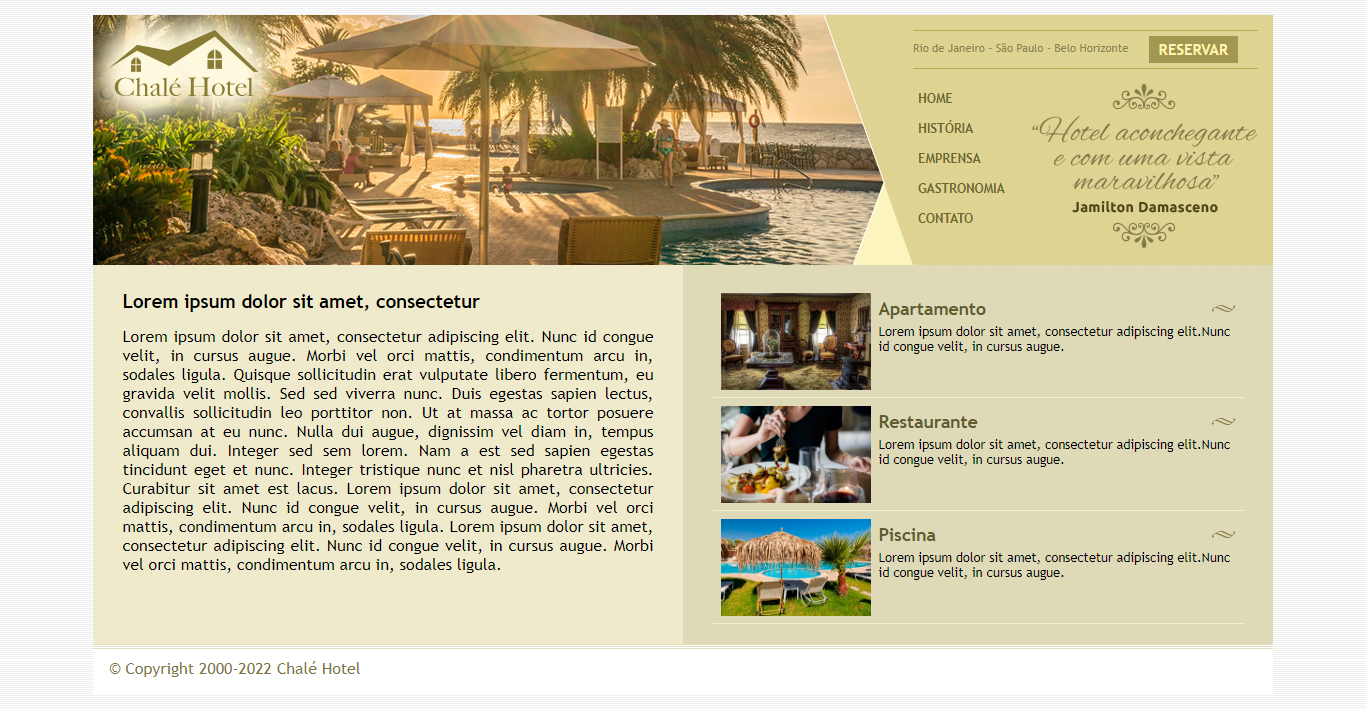 Chalé Hotel
Rio de Janeiro - São Paulo - Belo Horizonte
RESERVAR
HOME
HISTÓRIA
EMPRENSA
GASTRONOMIA
CONTATO
“Hotel aconchegante
e com uma vista
maravilhosa”
Jamilton Damasceno
Lorem ipsum dolor sit amet, consectetur
Lorem ipsum dolor sit amet, consectetur adipiscing elit. Nunc id congue
velit, in cursus augue. Morbi vel orci mattis, condimentum arcu in,
sodales ligula. Quisque sollicitudin erat vulputate libero fermentum, eu
gravida velit mollis. Sed sed viverra nunc. Duis egestas sapien lectus,
convallis sollicitudin leo porttitor non. Ut at massa ac tortor posuere
accumsan at eu nunc. Nulla dui augue, dignissim vel diam in, tempus
aliquam dui. Integer sed sem lorem. Nam a est sed sapien egestas
tincidunt eget et nunc. Integer tristique nunc et nisl pharetra ultricies.
Curabitur sit amet est lacus. Lorem ipsum dolor sit amet, consectetur
adipiscing elit. Nunc id congue velit, in cursus augue. Morbi vel orci
mattis, condimentum arcu in, sodales ligula. Lorem ipsum dolor sit amet,
consectetur adipiscing elit. Nunc id congue velit, in cursus augue. Morbi
vel orci mattis, condimentum arcu in, sodales ligula.
Apartamento
Lorem ipsum dolor sit amet, consectetur adipiscing elit.Nunc
id congue velit, in cursus augue.
Restaurante
Lorem ipsum dolor sit amet, consectetur adipiscing elit.Nunc
id congue velit, in cursus augue.
Piscina
Lorem ipsum dolor sit amet, consectetur adipiscing elit.Nunc
id congue velit, in cursus augue.
© Copyright 2000-2022 Chalé Hotel